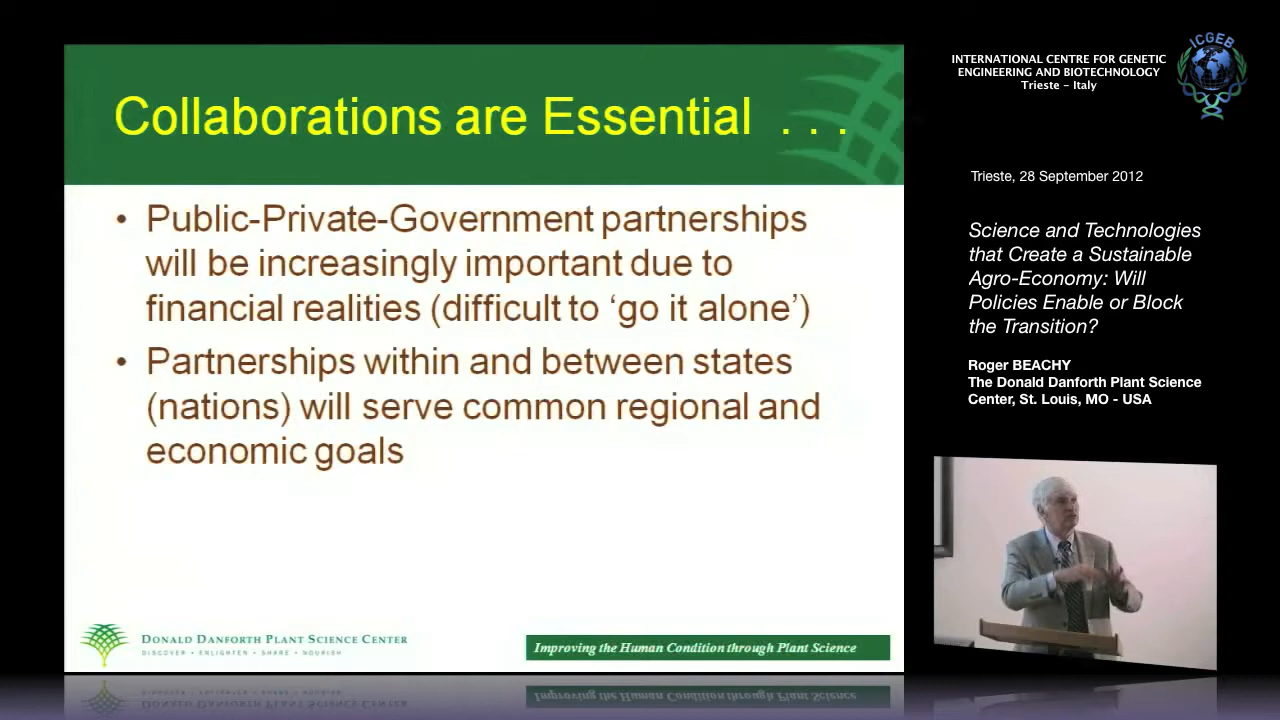 Collaborations are Essential . . .
• Public-Private-Government partnerships
will be increasingly important due to
financial realities (difficult to ‘go it alone’)
• Partnerships within and between states
(nations) will serve common regional and
economic goals
DONALD DANFORTH PLANT SCIENCE CENTER
DISCOVER • ENLIGHTEN • SHARE • NOURISH
Improving the Human Condition through Plant Science
INTERNATIONAL CENTRE FOR GENETIC
ENGINEERING AND BIOTECHNOLOGY
Trieste – Italy
ICGEB
Trieste, 28 September 2012
Science and Technologies
that Create a Sustainable
Agro-Economy: Will
Policies Enable or Block
the Transition?
Roger BEACHY
The Donald Danforth Plant Science
Center, St. Louis, MO - USA